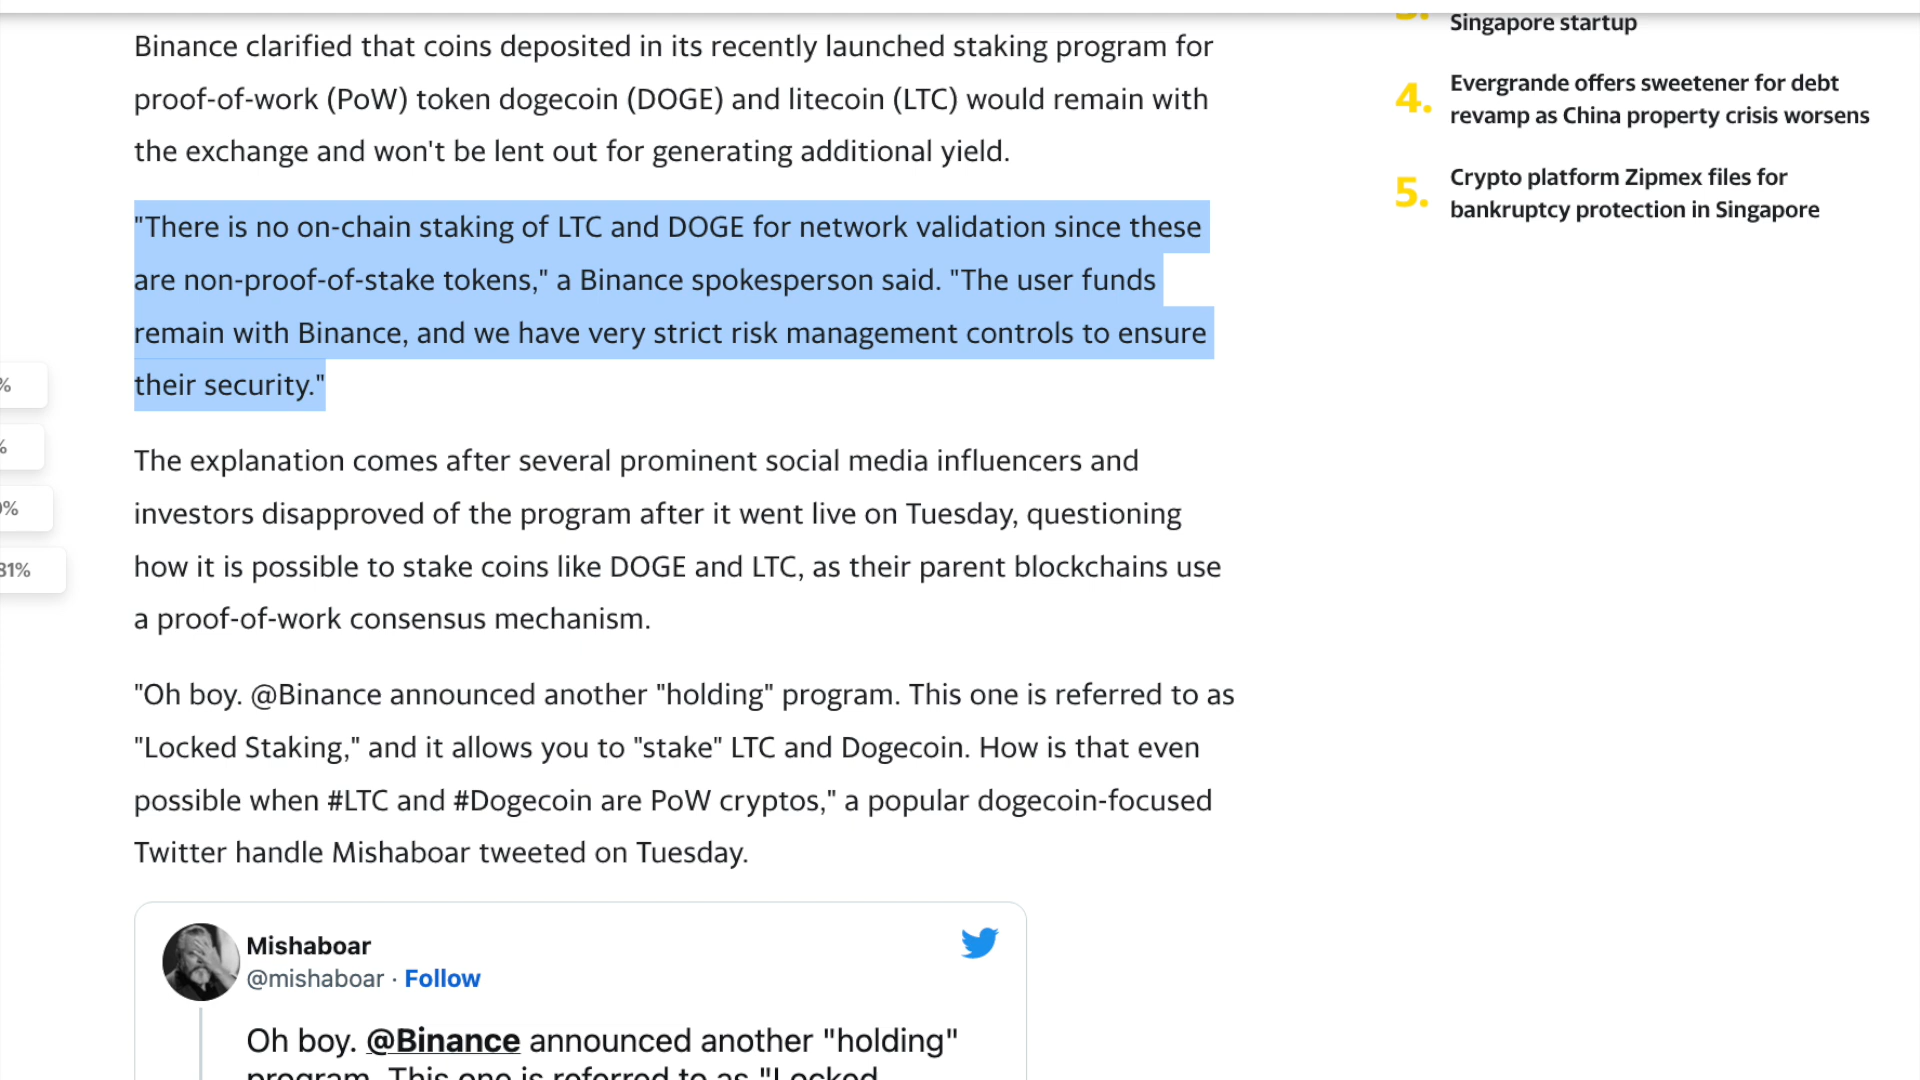 Binance clarified that coins deposited in its recently launched staking program for
proof-of-work (PoW) token dogecoin (DOGE) and litecoin (LTC) would remain with
the exchange and won't be lent out for generating additional yield.
"There is no on-chain staking of LTC and DOGE for network validation since these
are non-proof-of-stake tokens," a Binance spokesperson said. "The user funds
remain with Binance, and we have very strict risk management controls to ensure
their security."
The explanation comes after several prominent social media influencers and
investors disapproved of the program after it went live on Tuesday, questioning
how it is possible to stake coins like DOGE and LTC, as their parent blockchains use
a proof-of-work consensus mechanism.
"Oh boy. @Binance announced another "holding" program. This one is referred to as
"Locked Staking," and it allows you to "stake" LTC and Dogecoin. How is that even
possible when #LTC and #Dogecoin are PoW cryptos," a popular dogecoin-focused
Twitter handle Mishaboar tweeted on Tuesday.
Mishaboar
@mishaboar · Follow
Oh boy. @Binance announced another "holding"
program. This one is referred to as "Locked
%
%
%
81%
3.
Singapore startup
4.
Evergrande offers sweetener for debt
revamp as China property crisis worsens
5.
Crypto platform Zipmex files for
bankruptcy protection in Singapore